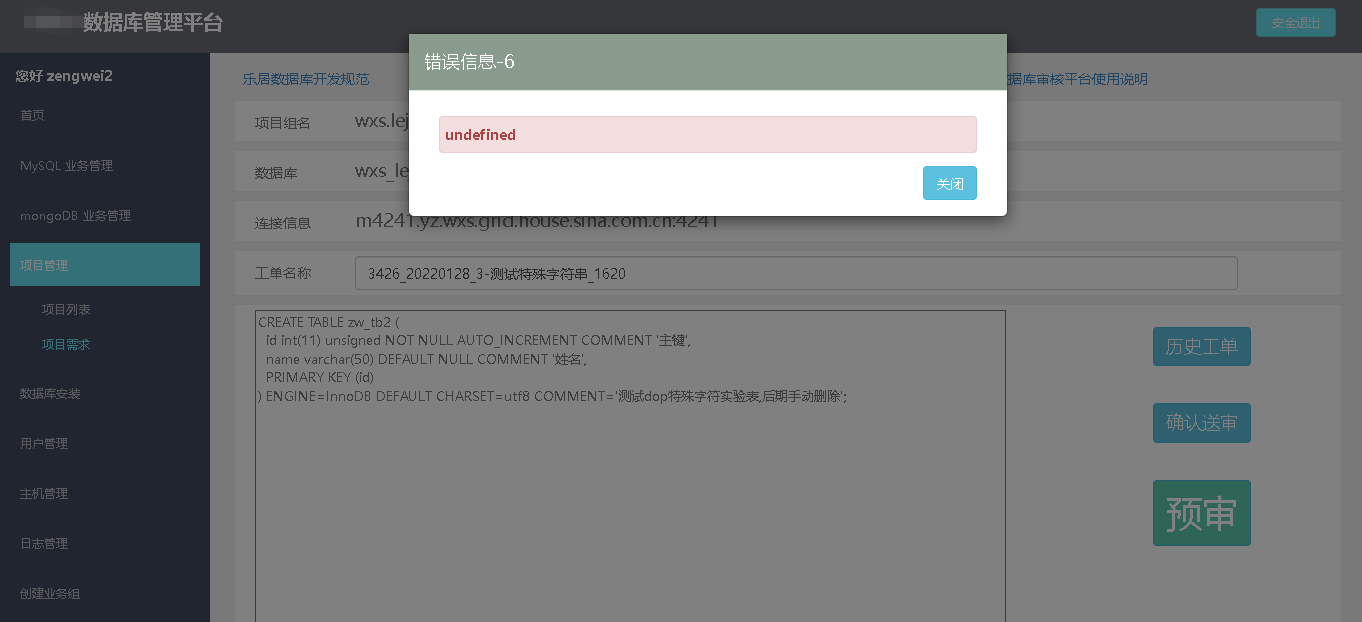 数据库管理平台
安全退出
您好 zengwei2
首页
MySQL 业务管理
mongoDB 业务管理
项目管理
项目列表
项目需求
数据库安装
用户管理
主机管理
日志管理
创建业务组
乐居数据库开发规范
据库审核平台使用说明
错误信息-6
undefined
关闭
项目组名 wxs.lej
数据库 wxs_le
连接信息 m4241.yz.wxs.grid.house.sina.com.cn:4241
工单名称 3426_20220128_3-测试特殊字符串_1620
CREATE TABLE zw_tb2 (
id int(11) unsigned NOT NULL AUTO_INCREMENT COMMENT '主键',
name varchar(50) DEFAULT NULL COMMENT '姓名',
PRIMARY KEY (id)
) ENGINE=InnoDB DEFAULT CHARSET=utf8 COMMENT='测试dop特殊字符实验表,后期手动删除';
历史工单
确认送审
预审